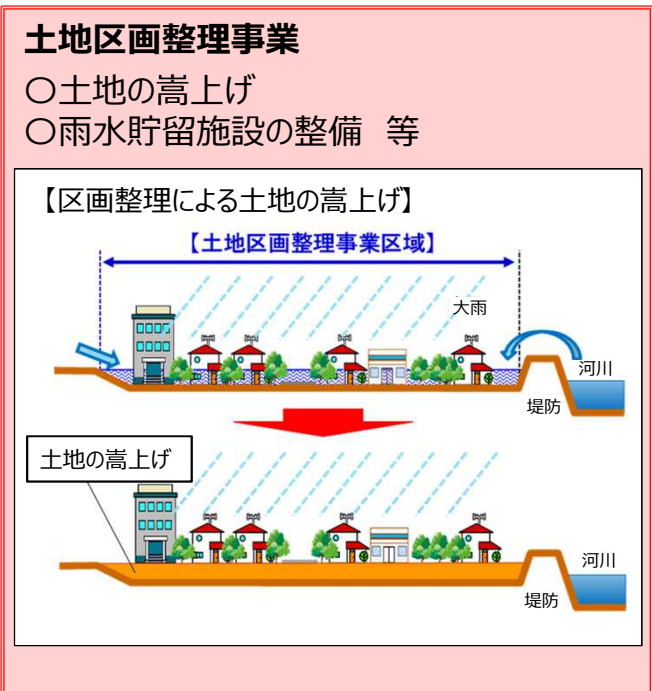 土地区画整理事業
〇土地の嵩上げ
〇雨水貯留施設の整備　等
【区画整理による土地の嵩上げ】
【土地区画整理事業区域】
大雨
河川
堤防
土地の嵩上げ
河川
堤防